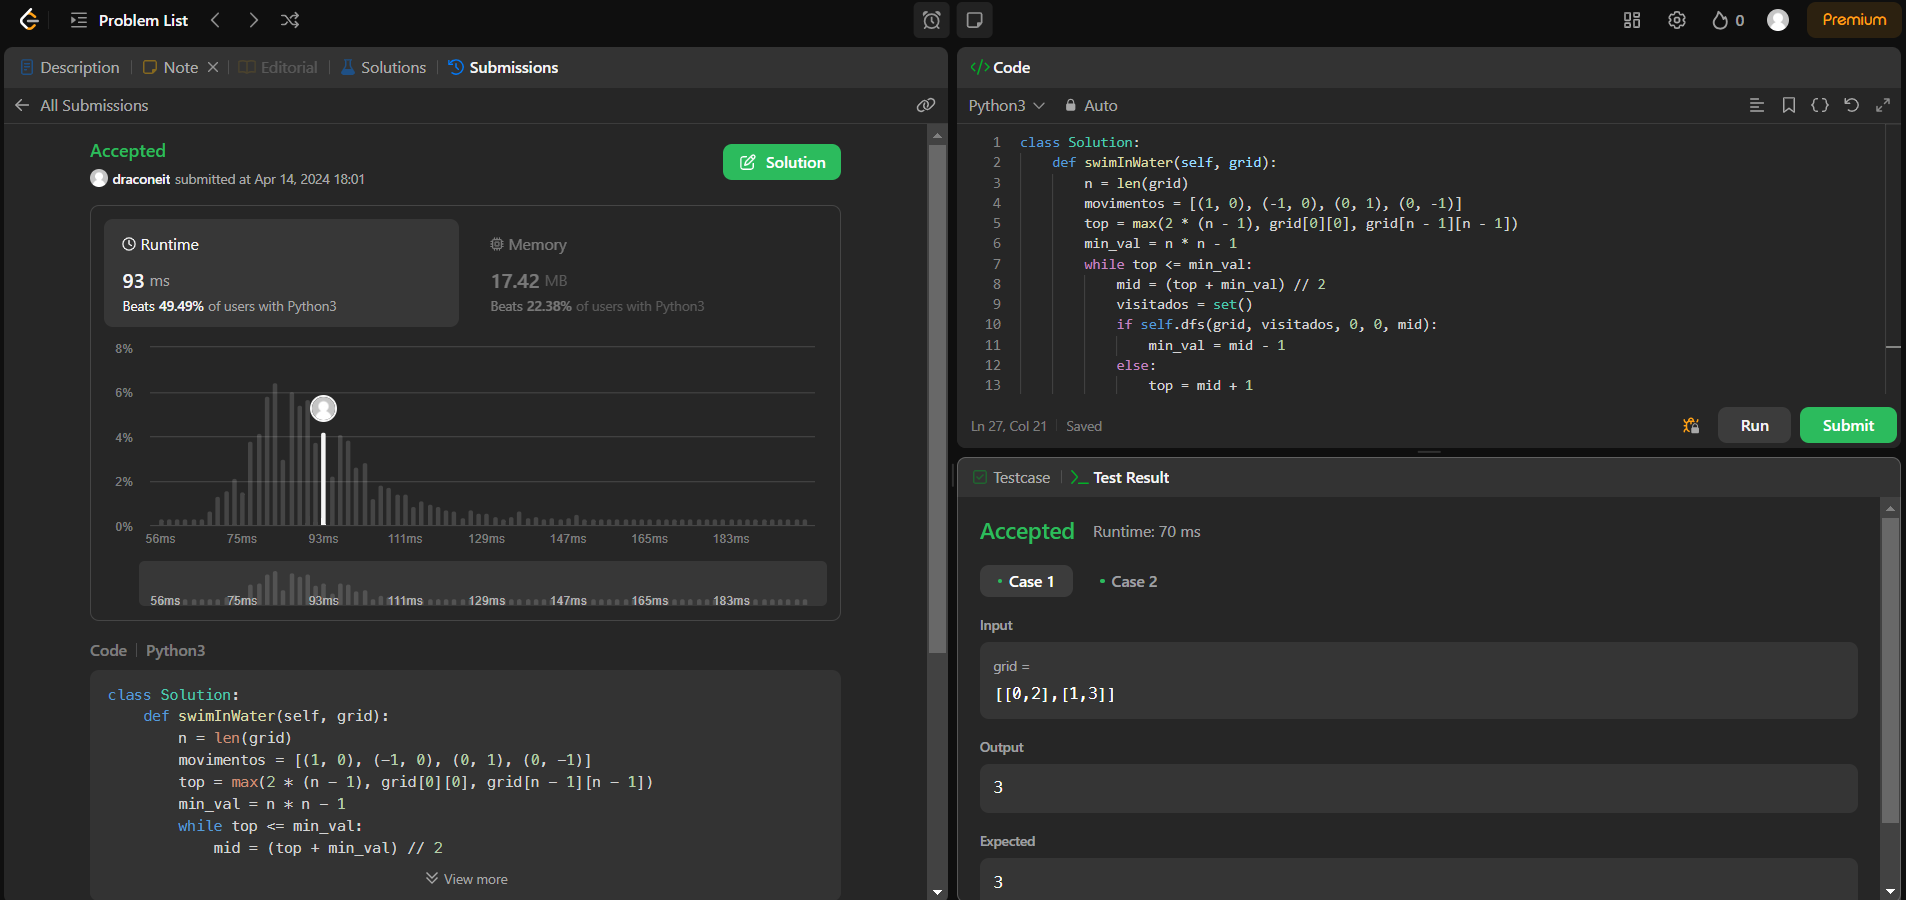 Problem List
0
Premium
Description
Note
Editorial
Solutions
Submissions
All Submissions
Accepted
draconeit submitted at Apr 14, 2024 18:01
Solution
Runtime
93 ms
Beats 49.49% of users with Python3
Memory
17.42 MB
Beats 22.38% of users with Python3
8%
6%
4%
2%
0%
56ms 75ms 93ms 111ms 129ms 147ms 165ms 183ms
56ms 75ms 93ms 111ms 129ms 147ms 165ms 183ms
Code | Python3
class Solution:
    def swimInWater(self, grid):
        n = len(grid)
        movimentos = [(1, 0), (-1, 0), (0, 1), (0, -1)]
        top = max(2 * (n - 1), grid[0][0], grid[n - 1][n - 1])
        min_val = n * n - 1
        while top <= min_val:
            mid = (top + min_val) // 2
View more
</> Code
Python3
Auto
1 class Solution:
2     def swimInWater(self, grid):
3         n = len(grid)
4         movimentos = [(1, 0), (-1, 0), (0, 1), (0, -1)]
5         top = max(2 * (n - 1), grid[0][0], grid[n - 1][n - 1])
6         min_val = n * n - 1
7         while top <= min_val:
8             mid = (top + min_val) // 2
9             visitados = set()
10             if self.dfs(grid, visitados, 0, 0, mid):
11                 min_val = mid - 1
12             else:
13                 top = mid + 1
Ln 27, Col 21 | Saved
Run
Submit
Testcase
Test Result
Accepted Runtime: 70 ms
• Case 1
• Case 2
Input
grid =
[[0,2],[1,3]]
Output
3
Expected
3